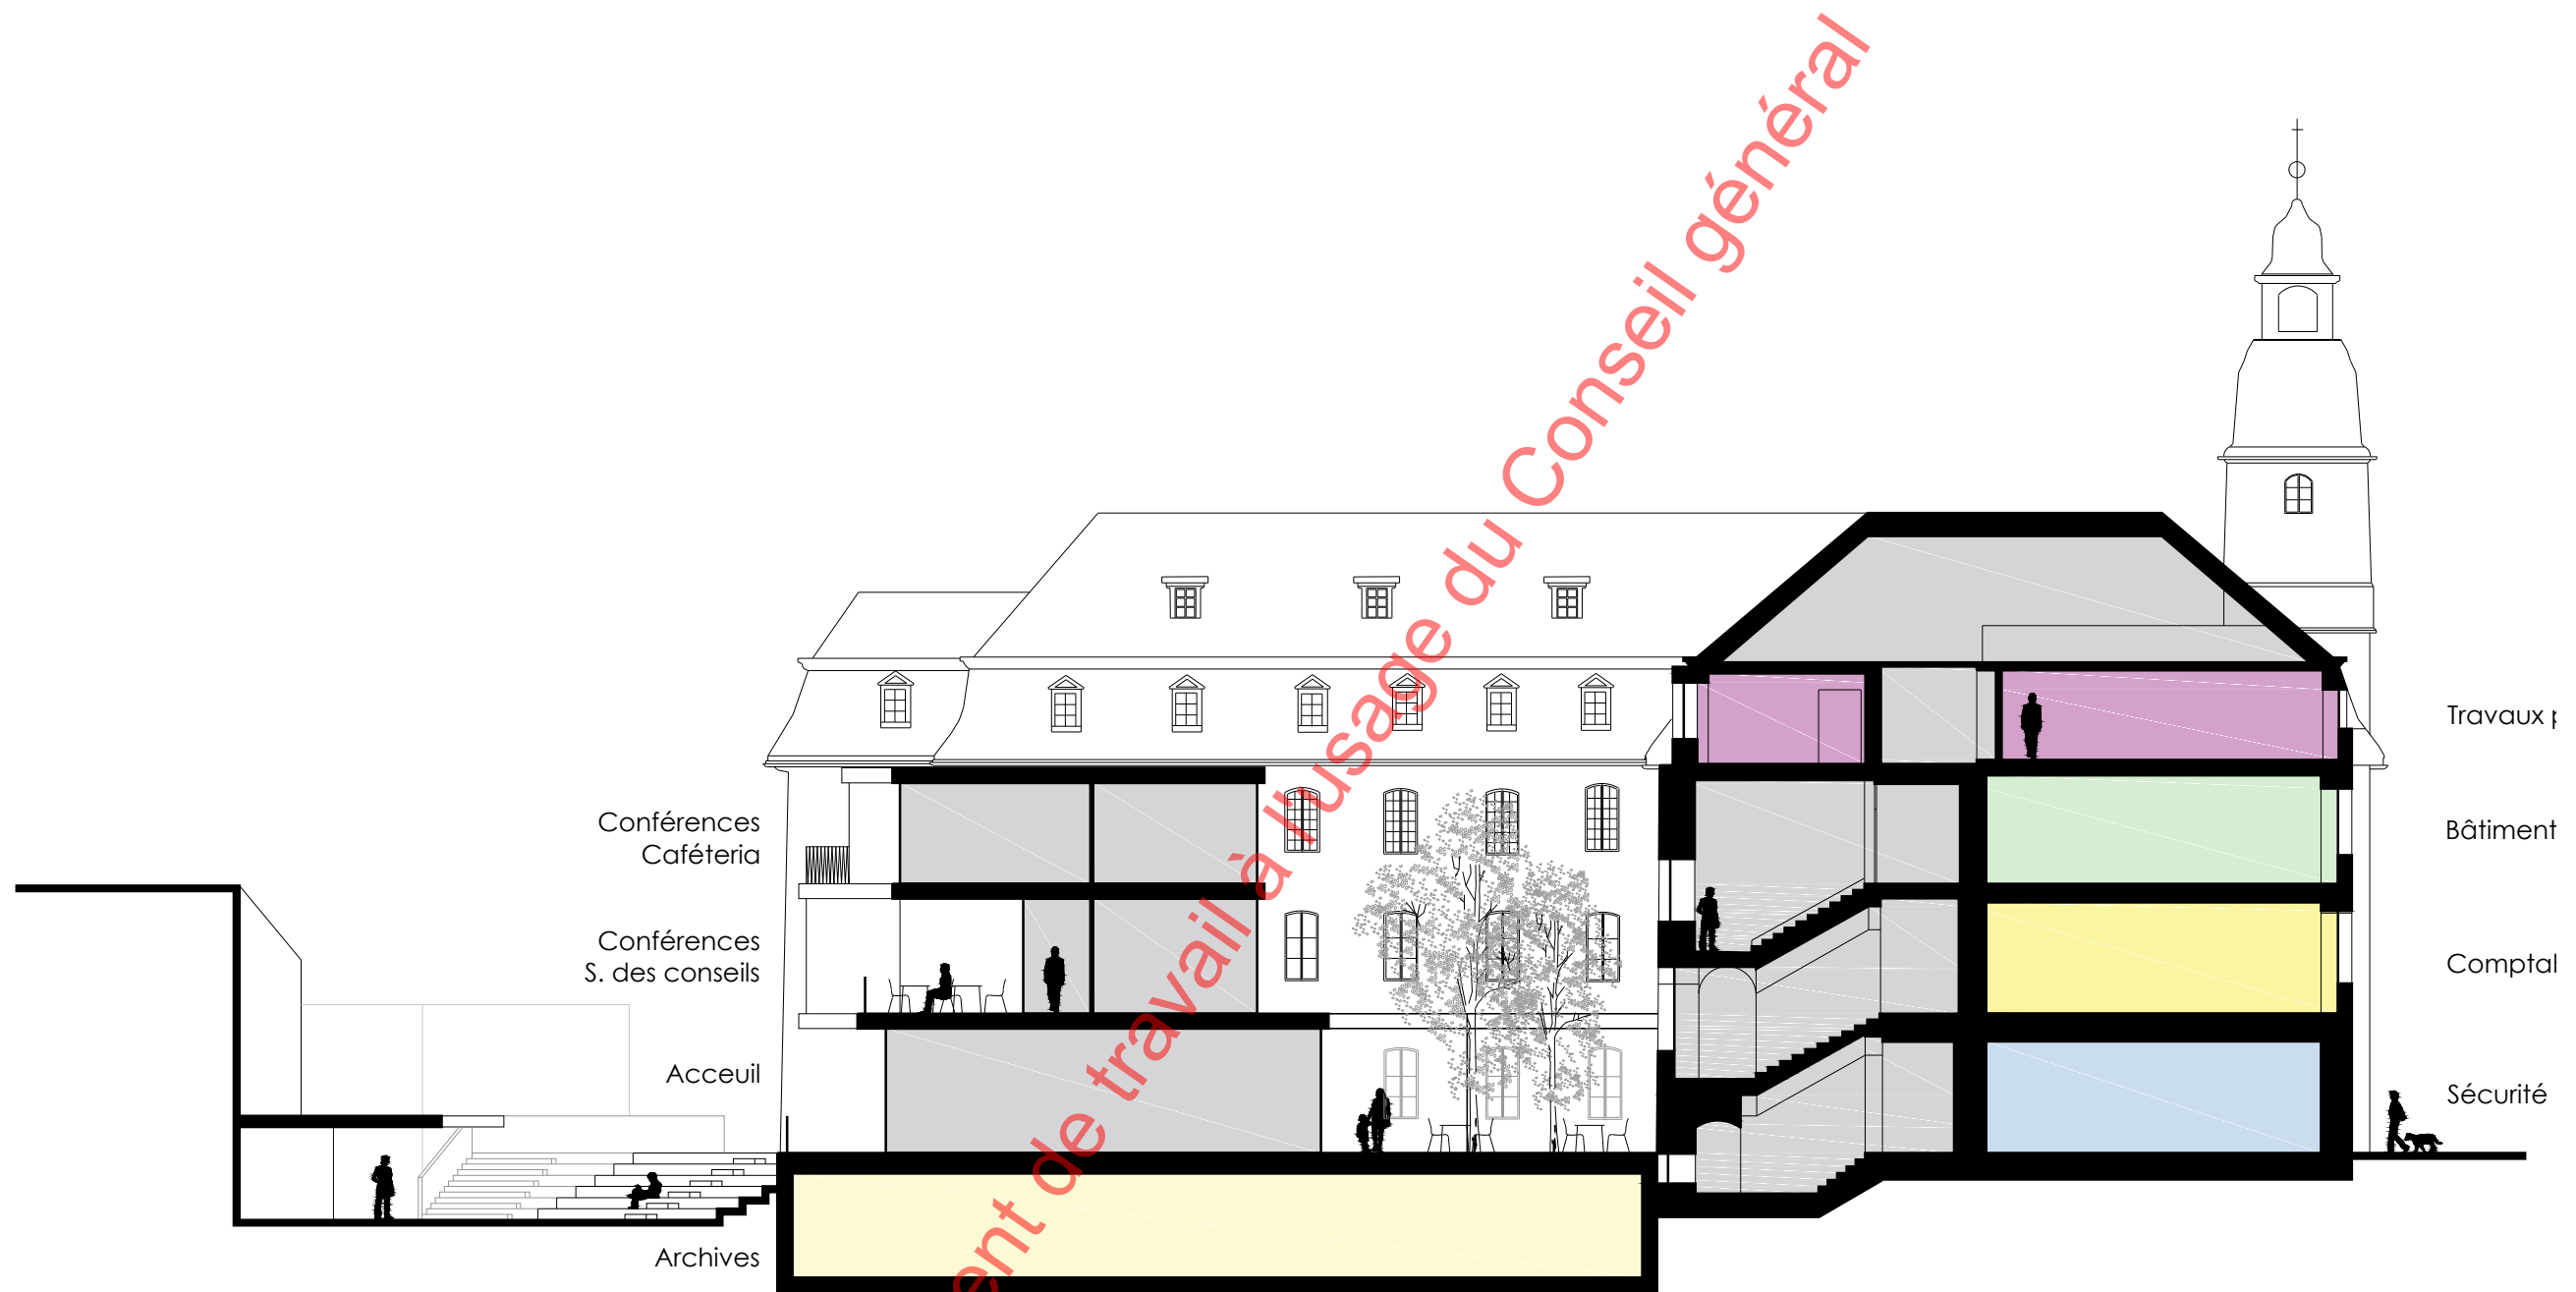 ent de travail à l'usage du Conseil général
Conférences
Caféteria
Conférences
S. des conseils
Acceuil
Archives
Travaux
Bâtiment
Comptal
Sécurité